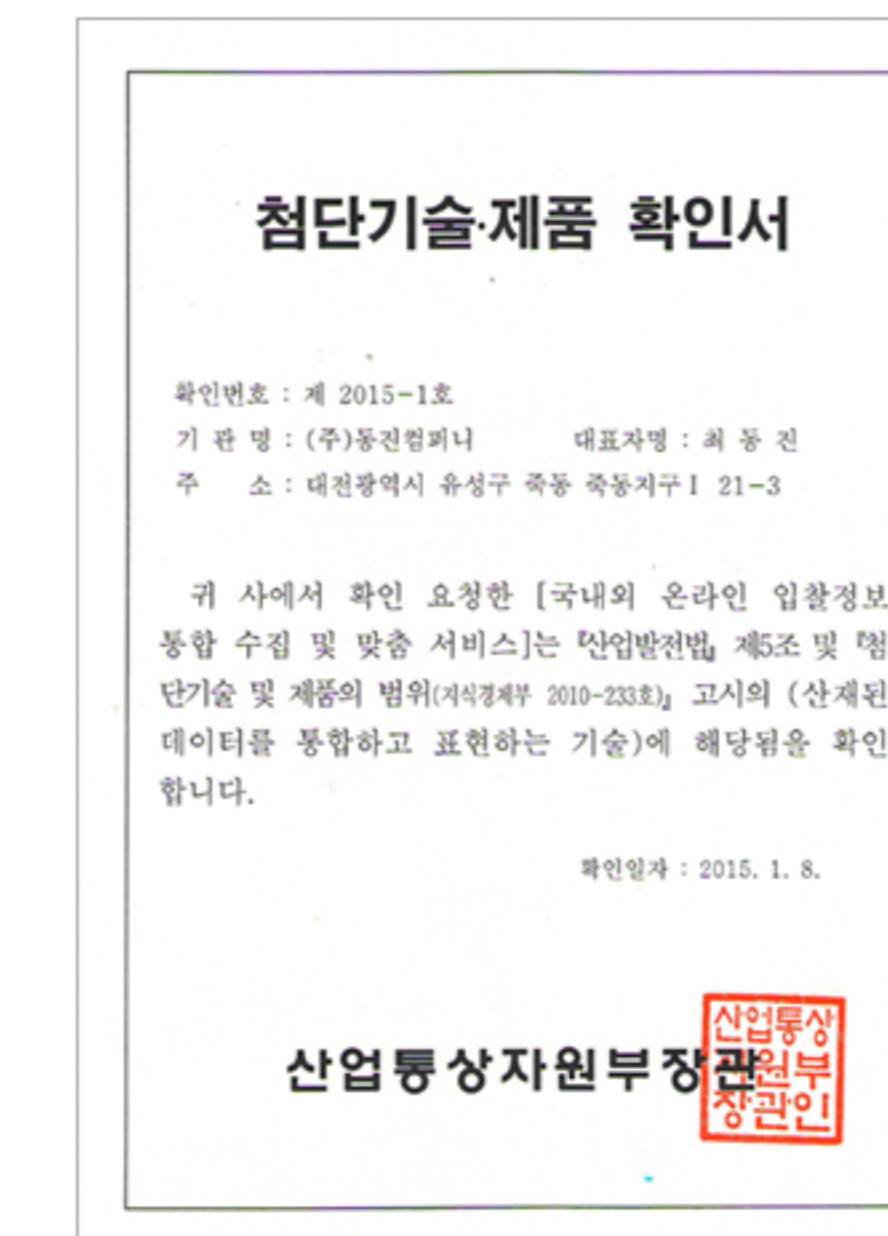 첨단기술·제품 확인서
확인번호 : 제 2015-1호
기 관 명 : (주)동진컴퍼니 대표자명 : 최 동 진
주 소 : 대전광역시 유성구 죽동 죽동지구Ⅰ 21-3
귀 사에서 확인 요청한 [국내외 온라인 입찰정보
통합 수집 및 맞춤 서비스]는 『산업발전법』 제5조 및 『첨
단기술 및 제품의 범위(지식경제부 2010-233호)』 고시의 (산재된
데이터를 통합하고 표현하는 기술)에 해당됨을 확인
합니다.
확인일자 : 2015. 1. 8.
산업통상자원부장관
산업통상
자원부
장관인